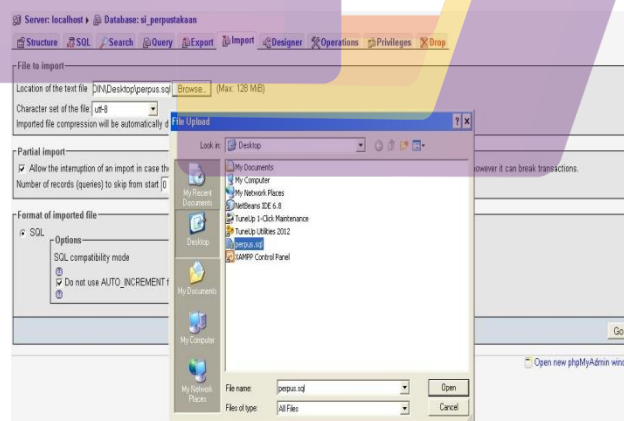 Server: localhost ▸ Database: si_perpustakaan
Structure SQL Search Query Export Import Designer Operations Privileges Drop
File to import
Location of the text file DIN\Desktop\perpus.sql Browse... (Max: 128 MiB)
Character set of the file: utf-8
Imported file compression will be automatically d
Partial import
Allow the interruption of an import in case th
owever it can break transactions.
Number of records (queries) to skip from start 0
Format of imported file
SQL
Options
SQL compatibility mode
Do not use AUTO_INCREMENT f
Go
Open new phpMyAdmin wind
File Upload
Look in: Desktop
My Recent Documents
Desktop
My Documents
My Computer
My Network Places
My Documents
My Computer
My Network Places
NetBeans IDE 6.8
TuneUp 1-Click Maintenance
TuneUp Utilities 2012
perpus.sql
XAMPP Control Panel
File name: perpus.sql Open
Files of type: All Files Cancel